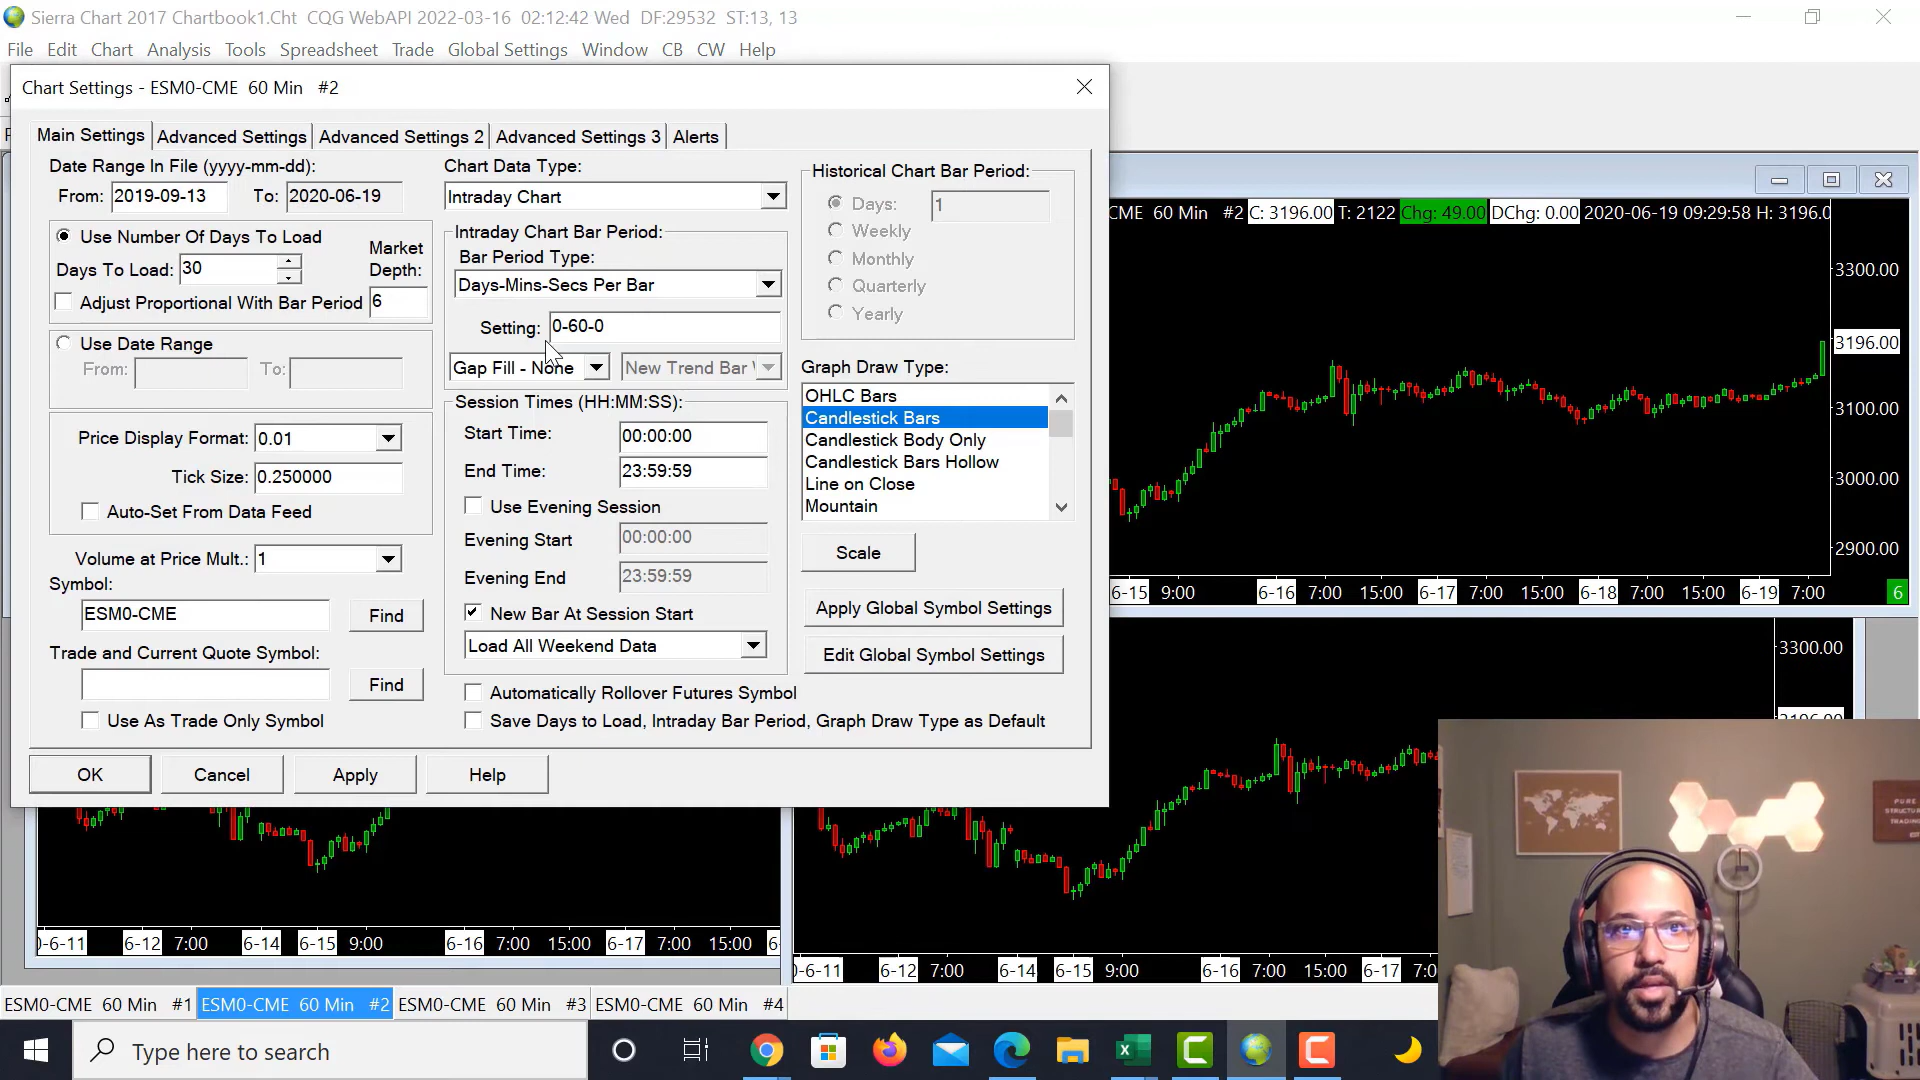 Sierra Chart 2017 Chartbook1.Cht  CQG WebAPI 2022-03-16  02:12:42 Wed  DF:29532  ST:13, 13
File  Edit  Chart  Analysis  Tools  Spreadsheet  Trade  Global Settings  Window  CB  CW  Help
Chart Settings - ESM0-CME  60 Min  #2
Main Settings  Advanced Settings  Advanced Settings 2  Advanced Settings 3  Alerts
Date Range In File (yyyy-mm-dd):
From: 2019-09-13  To: 2020-06-19
Use Number Of Days To Load
Days To Load: 30
Market Depth:
6
Adjust Proportional With Bar Period
Use Date Range
From:  To:
Price Display Format: 0.01
Tick Size: 0.250000
Auto-Set From Data Feed
Volume at Price Mult.: 1
Symbol:
ESM0-CME  Find
Trade and Current Quote Symbol:
Find
Use As Trade Only Symbol
Chart Data Type:
Intraday Chart
Intraday Chart Bar Period:
Bar Period Type:
Days-Mins-Secs Per Bar
Setting: 0-60-0
Gap Fill - None  New Trend Bar
Session Times (HH:MM:SS):
Start Time: 00:00:00
End Time: 23:59:59
Use Evening Session
Evening Start 00:00:00
Evening End 23:59:59
New Bar At Session Start
Load All Weekend Data
Automatically Rollover Futures Symbol
Save Days to Load, Intraday Bar Period, Graph Draw Type as Default
Historical Chart Bar Period:
Days: 1
Weekly
Monthly
Quarterly
Yearly
Graph Draw Type:
OHLC Bars
Candlestick Bars
Candlestick Body Only
Candlestick Bars Hollow
Line on Close
Mountain
Scale
Apply Global Symbol Settings
Edit Global Symbol Settings
OK  Cancel  Apply  Help
CME  60 Min  #2  C: 3196.00  T: 2122  Chg: 49.00  DChg: 0.00  2020-06-19 09:29:58 H: 3196.0
3300.00
3196.00
3100.00
3000.00
2900.00
6-15  9:00  6-16  7:00  15:00  6-17  7:00  15:00  6-18  7:00  15:00  6-19  7:00  6
3300.00
3196.00
)-6-11  6-12  7:00  6-14  6-15  9:00  6-16  7:00  15:00  6-17  7:00  15:00  6-
0-6-11  6-12  7:00  6-14  6-15  9:00  6-16  7:00  15:00  6-17  7:0
PURE
STRUCTURE
TRADING
ESM0-CME  60 Min  #1  ESM0-CME  60 Min  #2  ESM0-CME  60 Min  #3  ESM0-CME  60 Min  #4
Type here to search